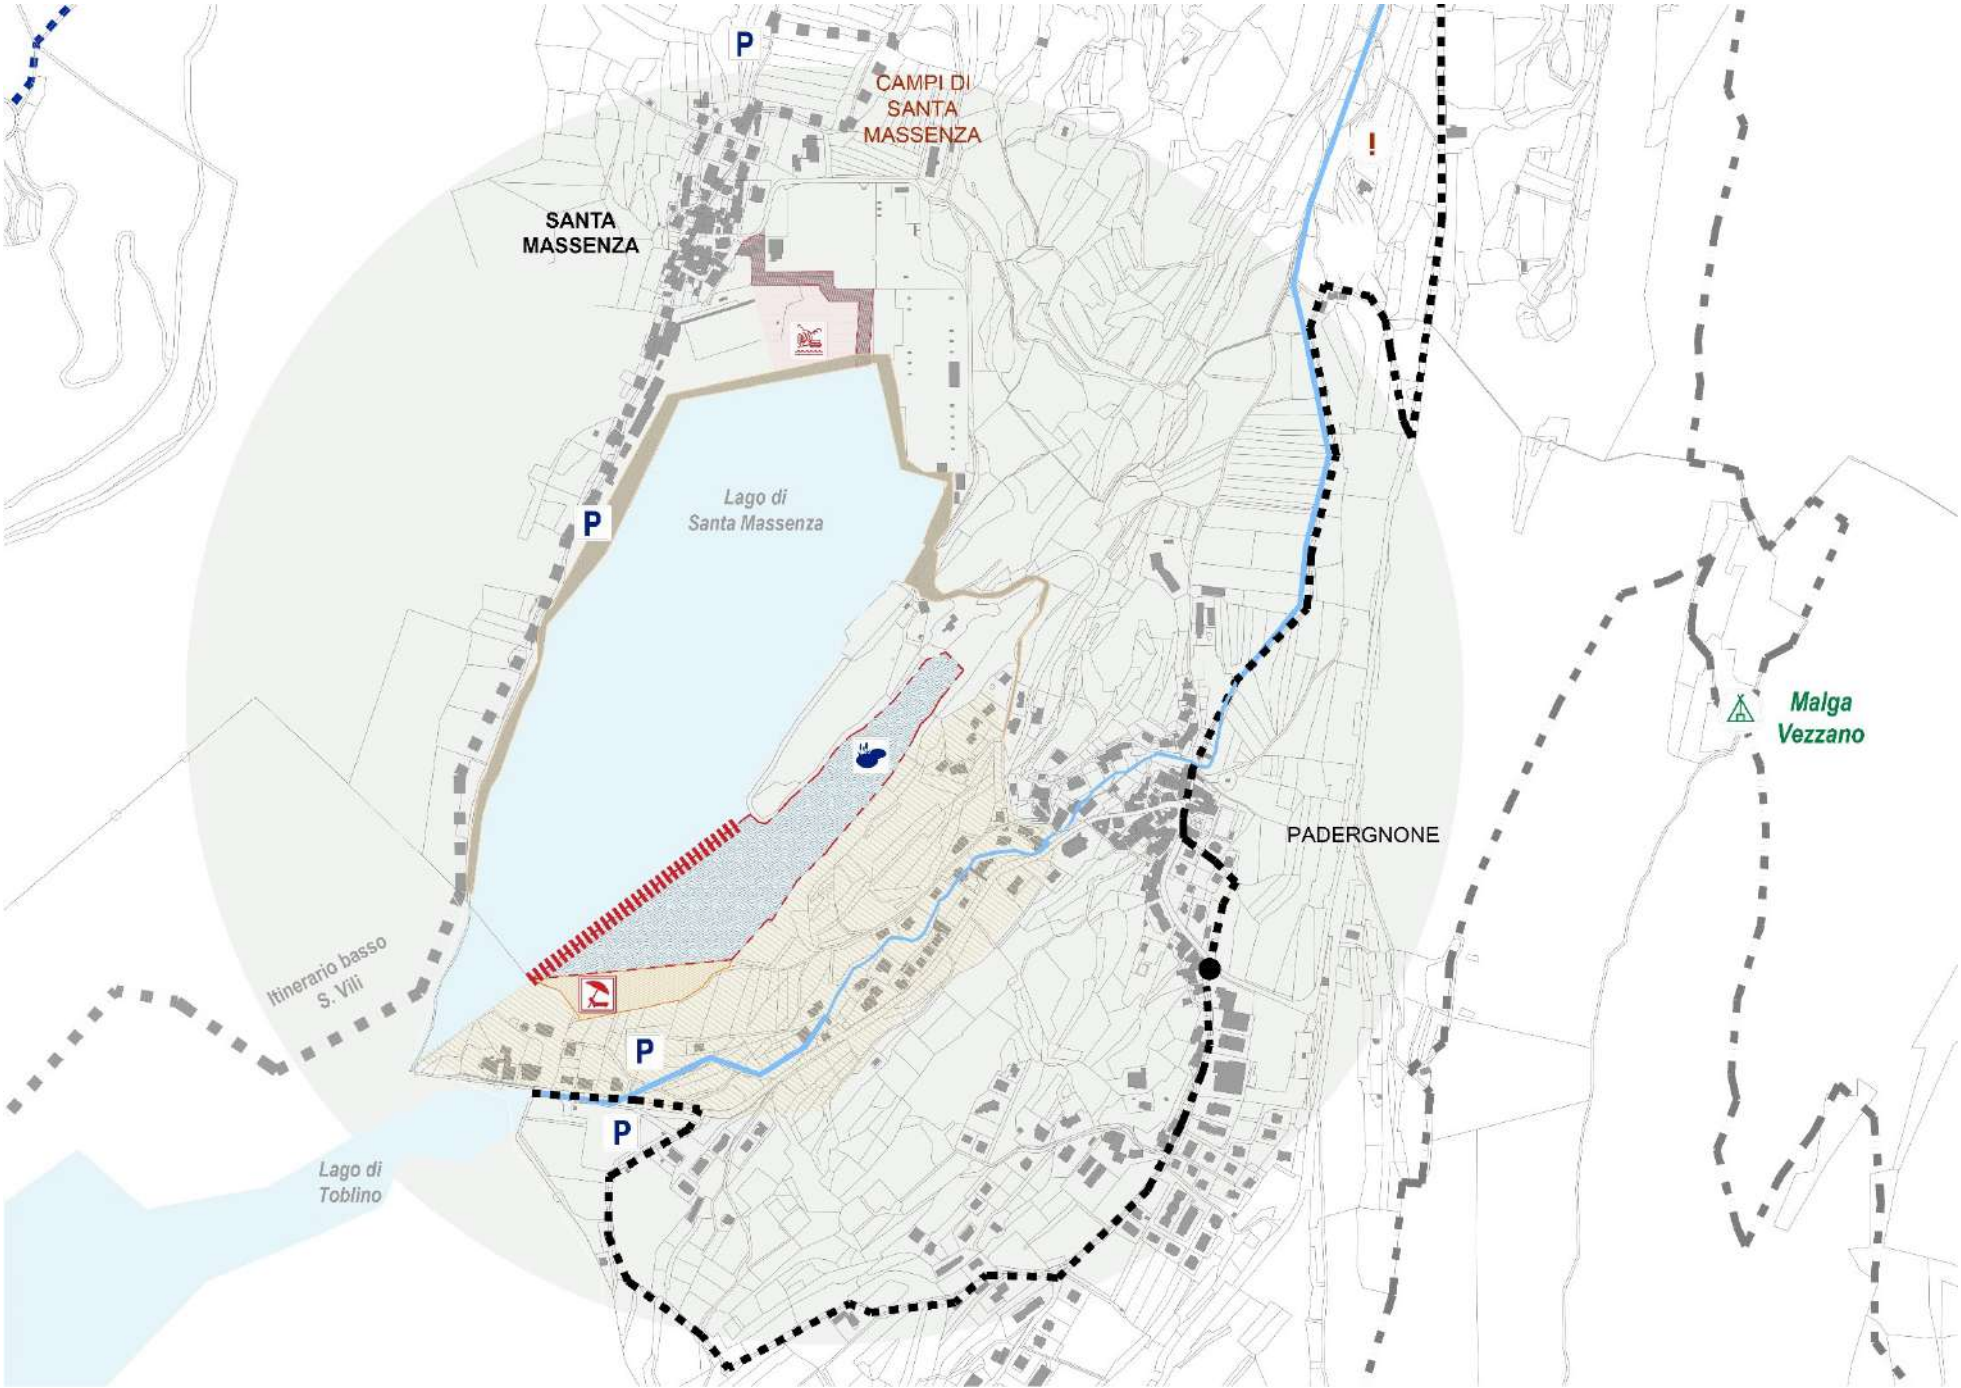 P
CAMPI DI
SANTA
MASSENZA
!
SANTA
MASSENZA
Lago di
Santa Massenza
P
Malga
Vezzano
PADERGNONE
Itinerario basso
S. Vili
P
P
Lago di
Toblino